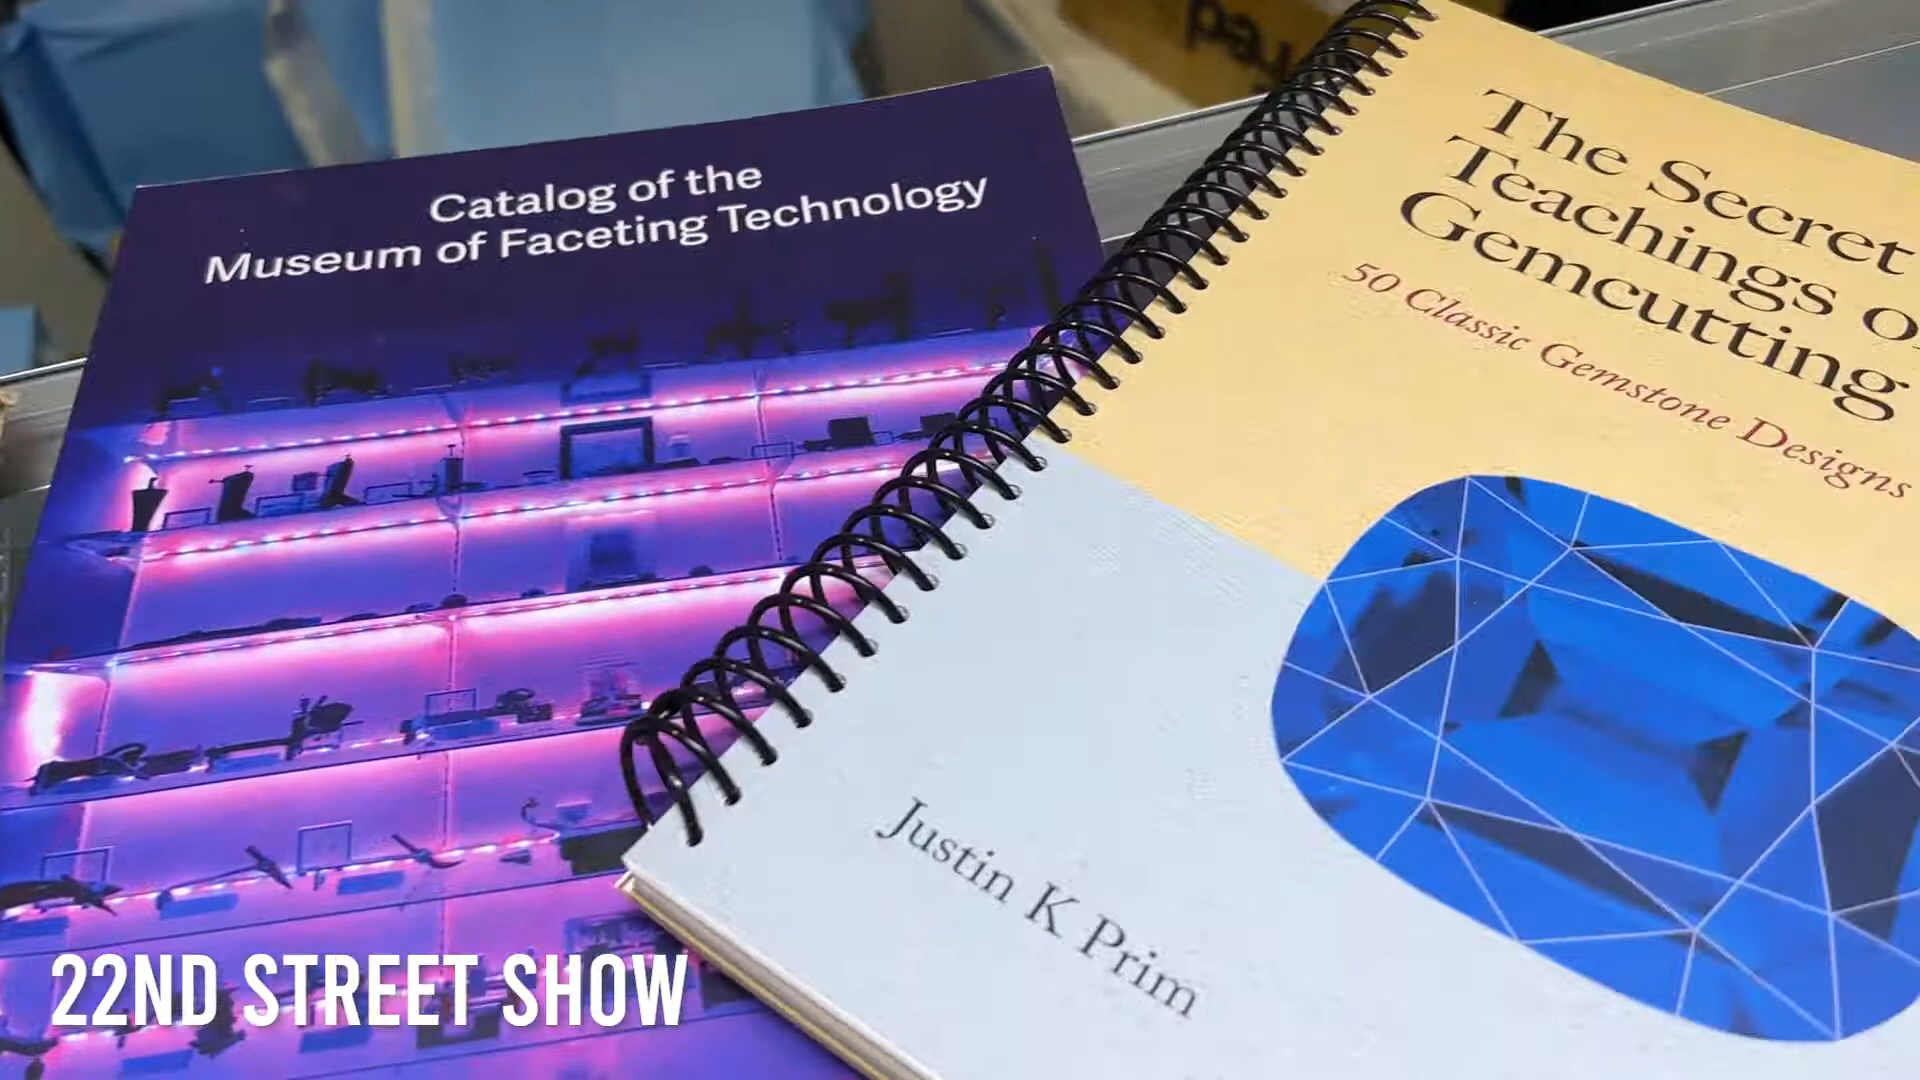 Catalog of the
Museum of Faceting Technology
The Secret
Teachings
Gemcutting
50 Classic Gemstone Designs
Justin K Prim
22ND STREET SHOW